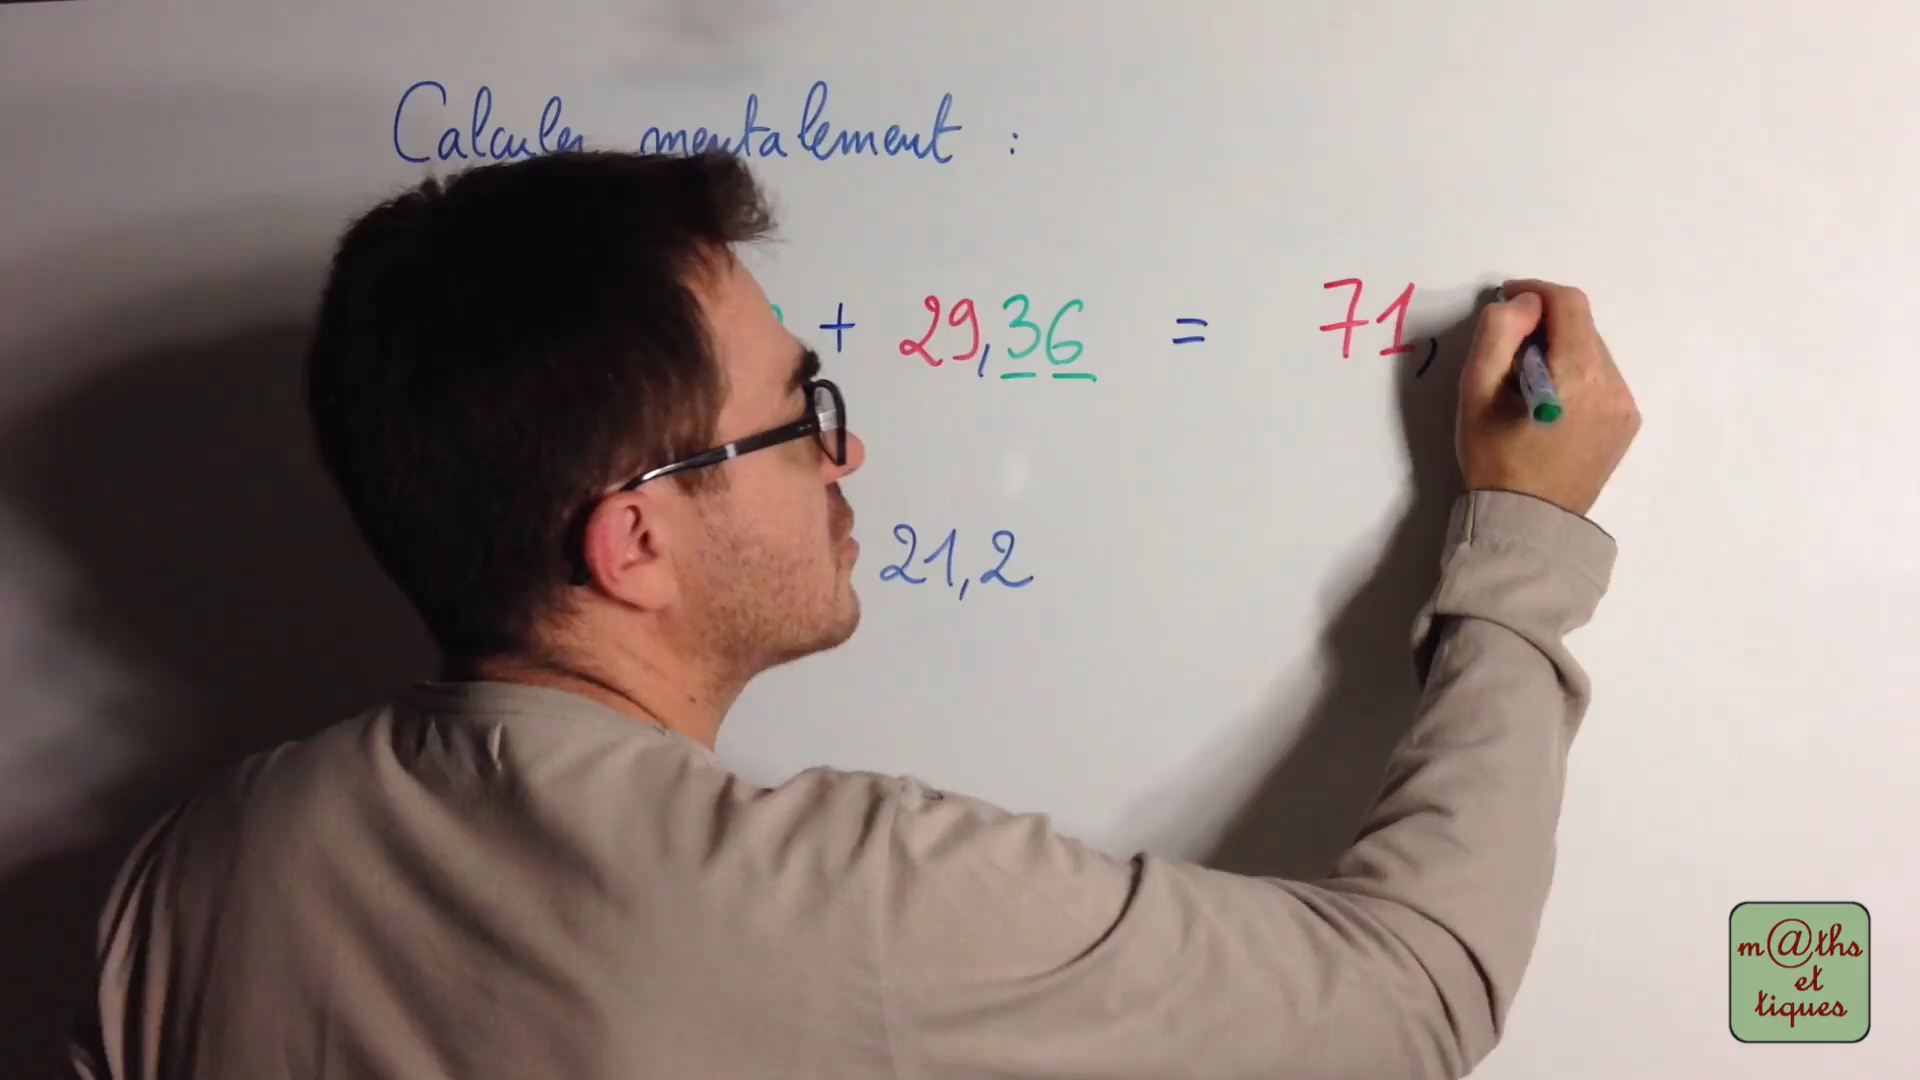 Calculer mentalement :
+ 29,36 = 71,
21,2
m@ths
et
tiques